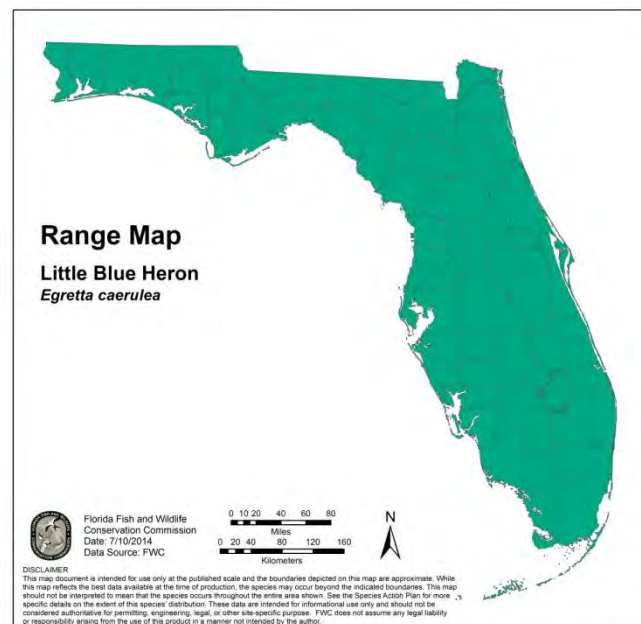 Range Map
Little Blue Heron
Egretta caerulea
Florida Fish and Wildlife
Conservation Commission
Date: 7/10/2014
Data Source: FWC
0 10 20 40 60 80
Miles
0 20 40 80 120 160
Kilometers
N
DISCLAIMER
This map document is intended for use only at the published scale and the boundaries depicted on this map are approximate. While
this map reflects the best data available at the time of production, the species may occur beyond the indicated boundaries. This map
should not be interpreted to mean that the species occurs throughout the entire area shown. See the Species Action Plan for more
specific details on the extent of this species' distribution. These data are intended for informational use only and should not be
considered authoritative for permitting, engineering, legal, or other site-specific purpose. FWC does not assume any legal liability
or responsibility arising from the use of this product in a manner not intended by the author.